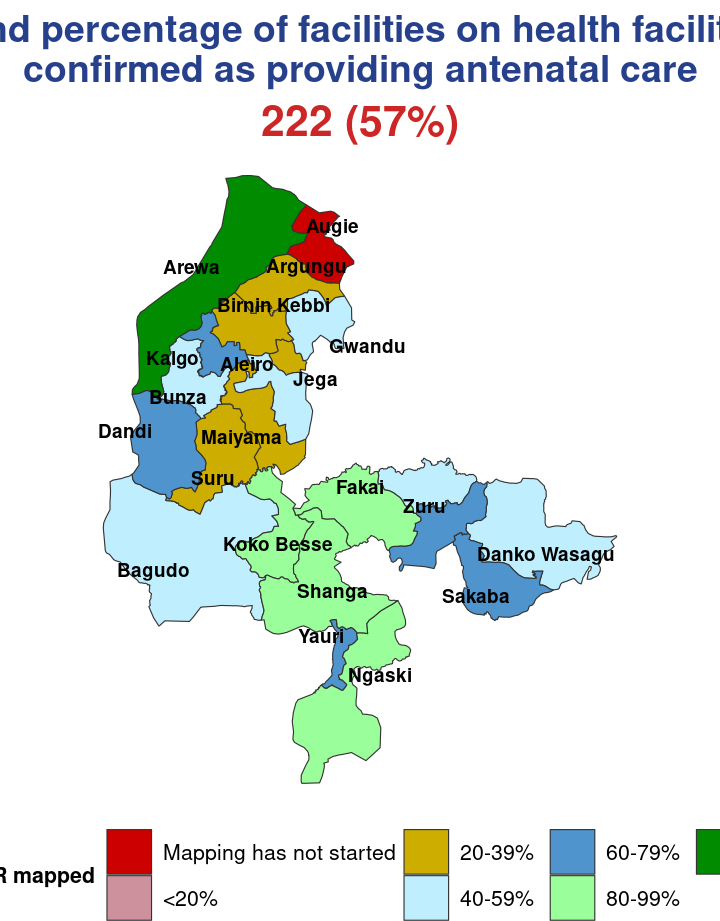 percentage of facilities on health
confirmed as providing antenatal care
222 (57%)
Augie
Arewa
Argungu
Birnin Kebbi
Gwandu
Kalgo
Aleiro
Jega
Bunza
Dandi
Maiyama
Suru
Fakai
Zuru
Koko Besse
Danko Wasagu
Bagudo
Shanga
Sakaba
Yauri
Ngaski
Mapping has not started 20-39% 60-79%
mapped
<20% 40-59% 80-99%